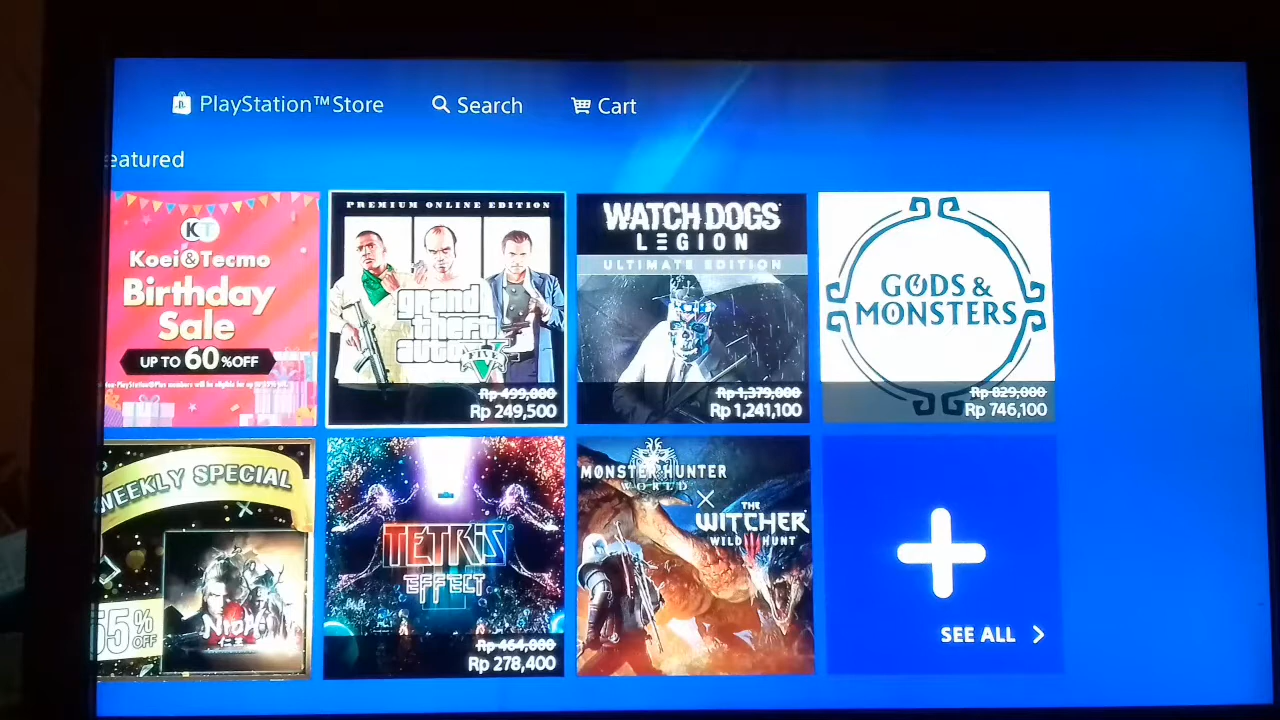 PlayStation™Store
Search
Cart
eatured
KT
Koei&Tecmo
Birthday
Sale
UP TO 60%OFF
PREMIUM ONLINE EDITION
grand
theft
auto V
FIVE
Rp 499,000
Rp 249,500
WATCH DOGS
LEGION
ULTIMATE EDITION
Rp 1,379,000
Rp 1,241,100
GODS &
MONSTERS
Rp 829,000
Rp 746,100
WEEKLY SPECIAL
NIOH
仁王
55%
OFF
TETRIS®
EFFECT
Rp 464,000
Rp 278,400
MONSTER HUNTER
WORLD
X
THE
WITCHER
WILD HUNT
SEE ALL